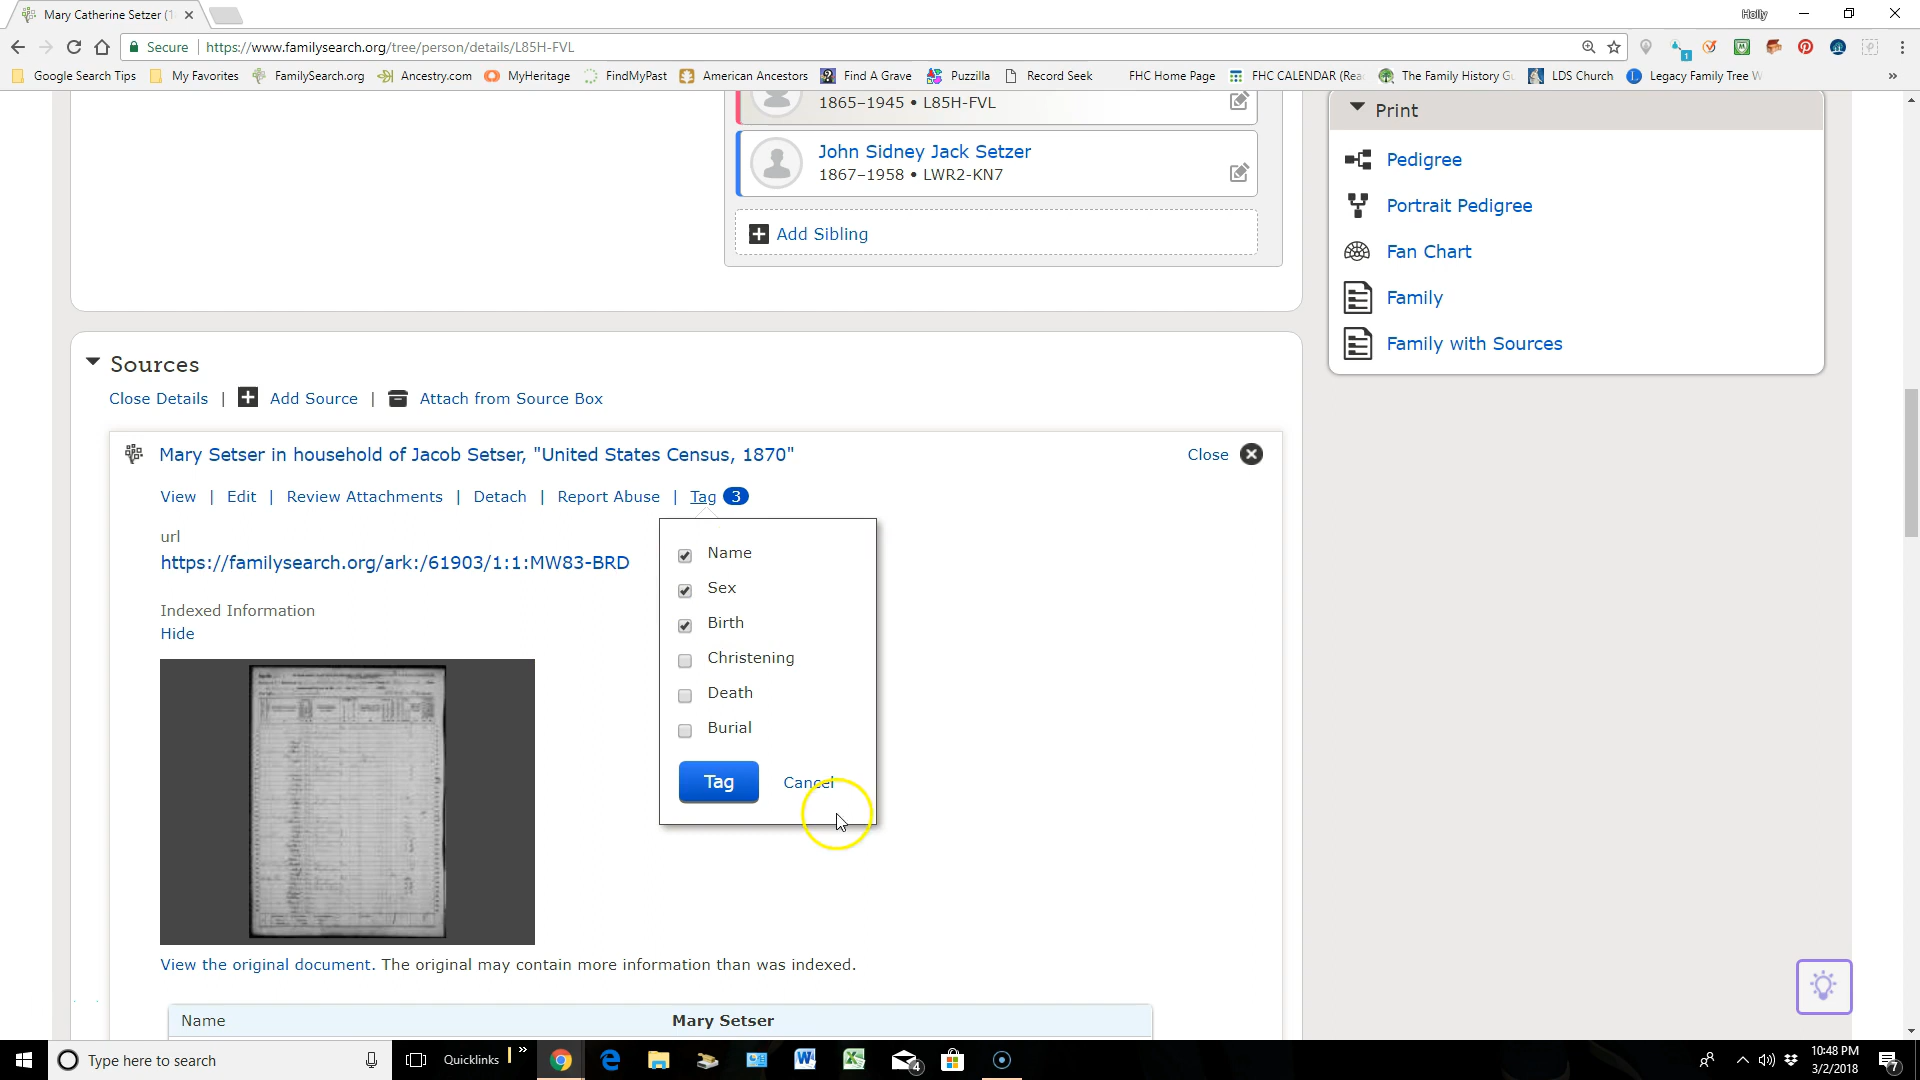 Mary Catherine Setzer (1
Holly
Secure
https://www.familysearch.org/tree/person/details/L85H-FVL
1
Google Search Tips
My Favorites
FamilySearch.org
Ancestry.com
MyHeritage
FindMyPast
American Ancestors
Find A Grave
Puzzilla
Record Seek
FHC Home Page
FHC CALENDAR (Rea
The Family History Gu
LDS Church
Legacy Family Tree W
1865–1945 • L85H-FVL
John Sidney Jack Setzer
1867–1958 • LWR2-KN7
Add Sibling
Print
Pedigree
Portrait Pedigree
Fan Chart
Family
Family with Sources
Sources
Close Details | Add Source | Attach from Source Box
Mary Setser in household of Jacob Setser, "United States Census, 1870"
Close
View | Edit | Review Attachments | Detach | Report Abuse | Tag 3
url
https://familysearch.org/ark:/61903/1:1:MW83-BRD
Name
Sex
Birth
Christening
Death
Burial
Tag
Cancel
Indexed Information
Hide
View the original document. The original may contain more information than was indexed.
Name
Mary Setser
Type here to search
Quicklinks
4
10:48 PM
3/2/2018
7